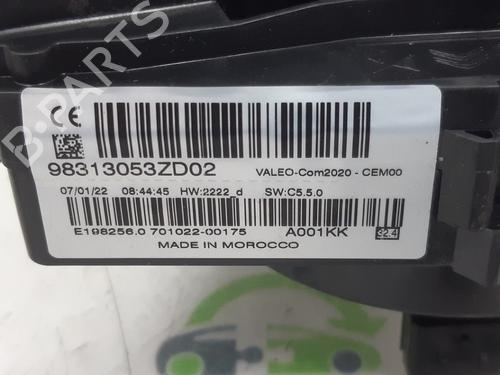 B-PARTS
CE
98313053ZD02 VALEO-Com2020 - CEM00
07/01/22 08:44:45 HW:2222_d SW:C5.5.0
E198256.0 701022-00175 A001KK 32.4
MADE IN MOROCCO